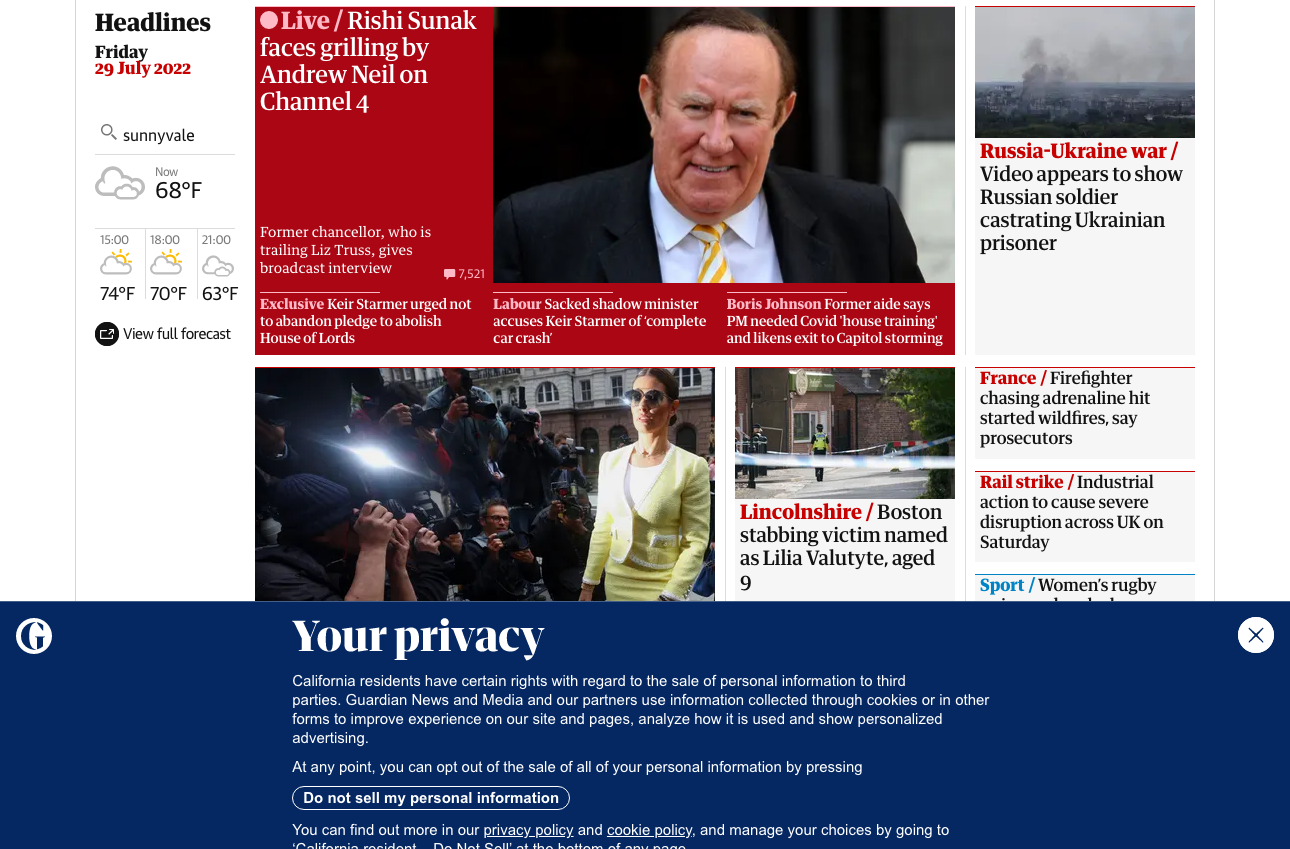 Headlines
Friday
29 July 2022
sunnyvale
Now
68°F
15:00
18:00
21:00
74°F
70°F
63°F
View full forecast
Live / Rishi Sunak
faces grilling by
Andrew Neil on
Channel 4
Former chancellor, who is
trailing Liz Truss, gives
broadcast interview
7,521
Exclusive Keir Starmer urged not
to abandon pledge to abolish
House of Lords
Labour Sacked shadow minister
accuses Keir Starmer of ‘complete
car crash’
Boris Johnson Former aide says
PM needed Covid 'house training'
and likens exit to Capitol storming
Russia-Ukraine war /
Video appears to show
Russian soldier
castrating Ukrainian
prisoner
Lincolnshire / Boston
stabbing victim named
as Lilia Valutyte, aged
9
France / Firefighter
chasing adrenaline hit
started wildfires, say
prosecutors
Rail strike / Industrial
action to cause severe
disruption across UK on
Saturday
Sport / Women’s rugby
Your privacy
California residents have certain rights with regard to the sale of personal information to third
parties. Guardian News and Media and our partners use information collected through cookies or in other
forms to improve experience on our site and pages, analyze how it is used and show personalized
advertising.
At any point, you can opt out of the sale of all of your personal information by pressing
Do not sell my personal information
You can find out more in our privacy policy and cookie policy, and manage your choices by going to
‘California resident – Do Not Sell’ at the bottom of any page.